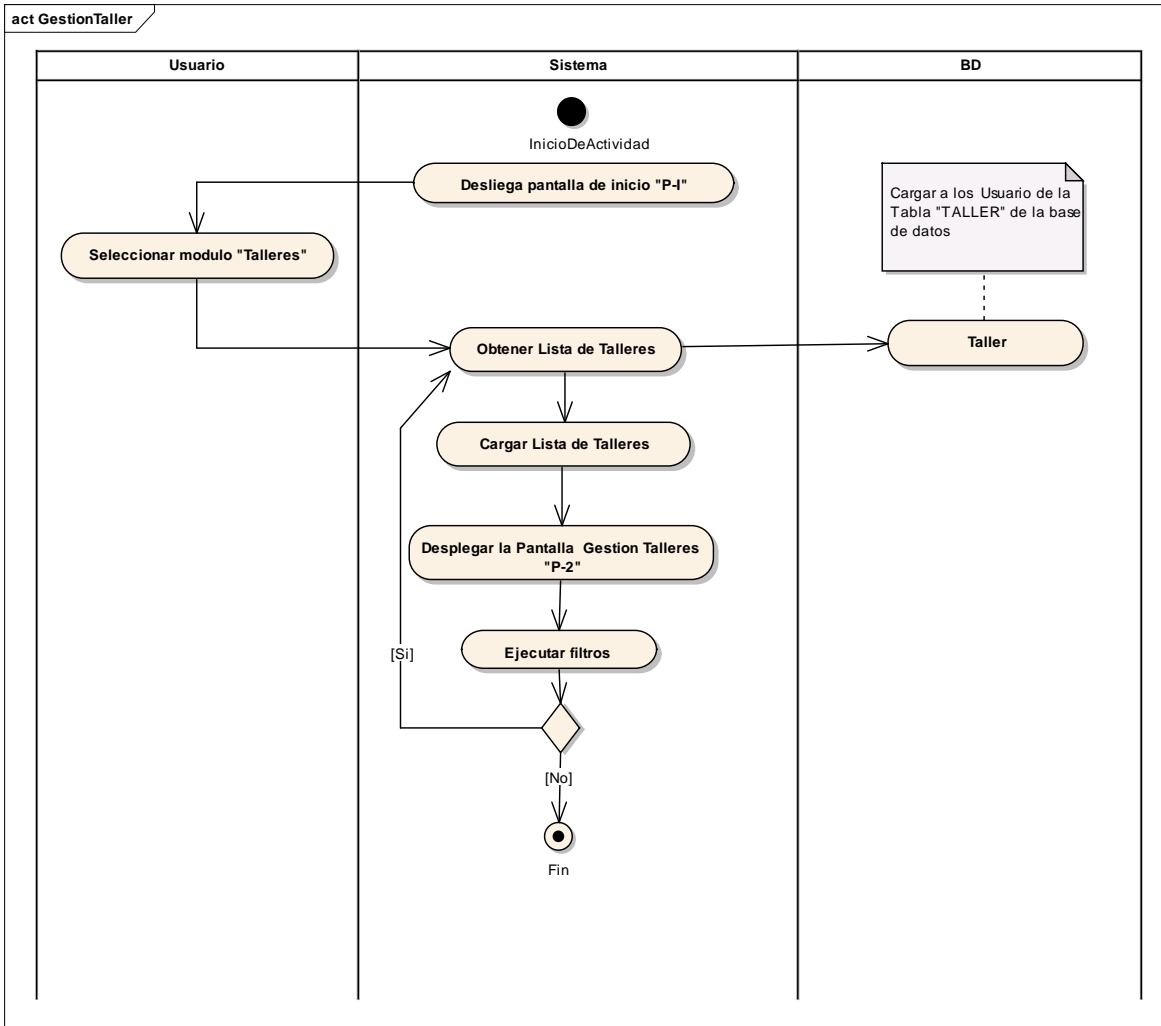 act GestionTaller
Usuario
Sistema
BD
InicioDeActividad
Desliega pantalla de inicio "P-I"
Cargar a los Usuario de la
Tabla "TALLER" de la base
de datos
Seleccionar modulo "Talleres"
Obtener Lista de Talleres
Taller
Cargar Lista de Talleres
Desplegar la Pantalla Gestion Talleres
"P-2"
Ejecutar filtros
[Si]
[No]
Fin